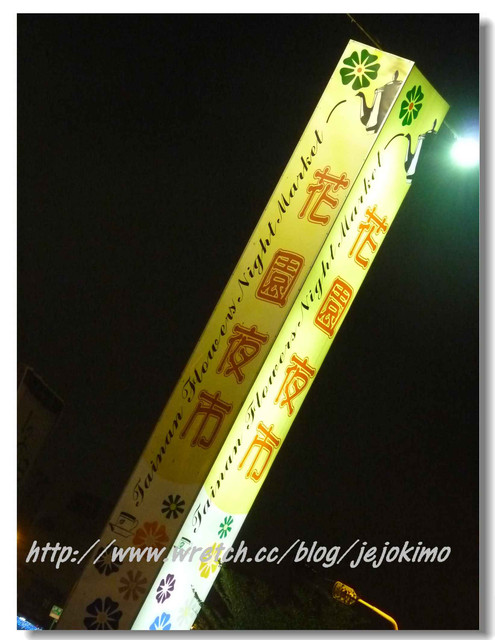 Tainan Flowers Night Market
花園夜市
Tainan Flowers Night Market
花園夜市
http://www.wretch.cc/blog/jejokimo